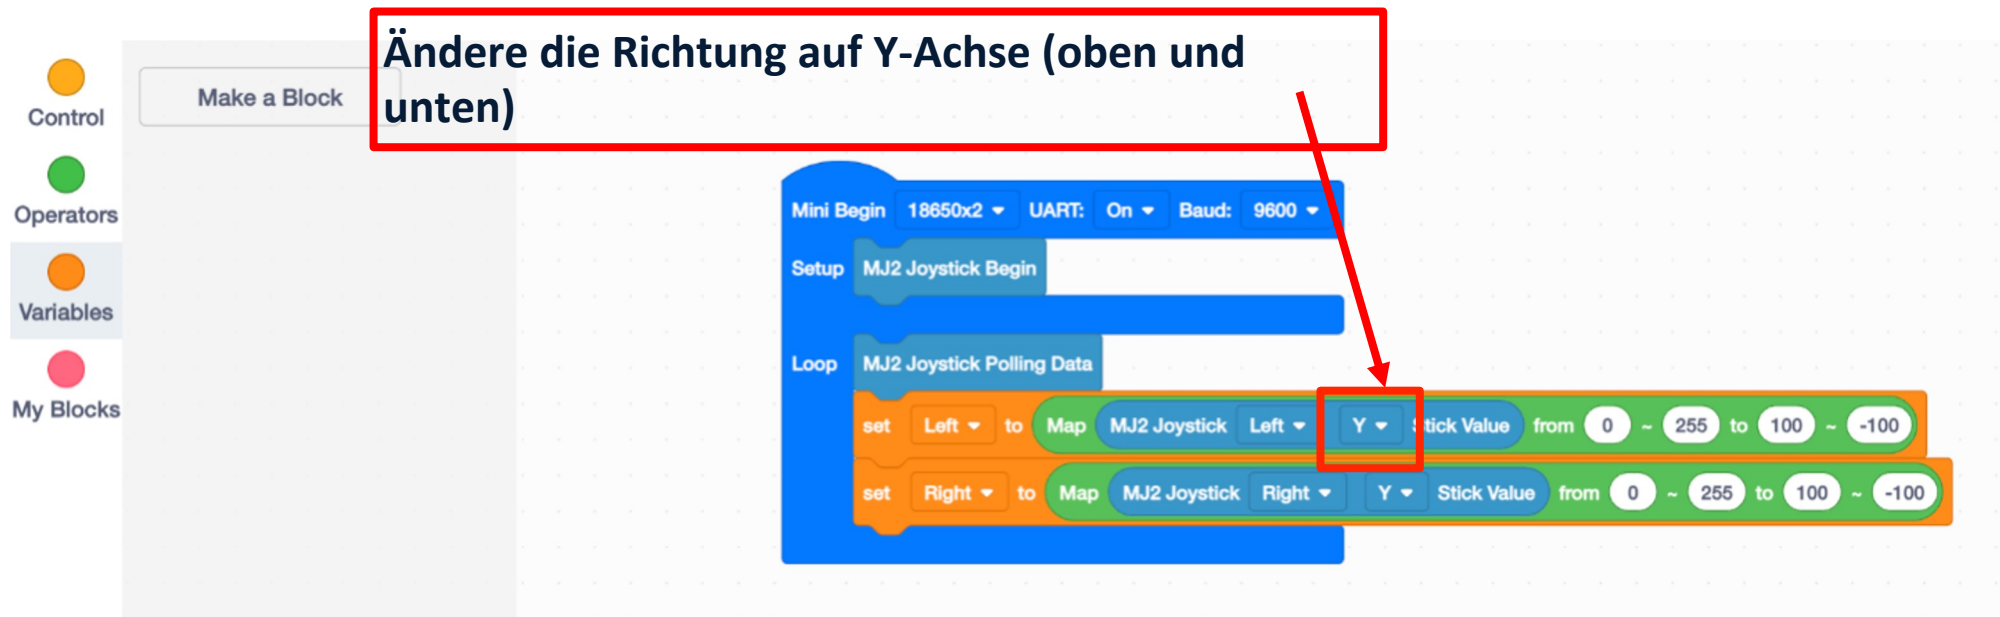 Ändere die Richtung auf Y-Achse (oben und
unten)
Control
Make a Block
Operators
Variables
My Blocks
Mini Begin 18650x2 UART: On Baud: 9600
Setup MJ2 Joystick Begin
Loop MJ2 Joystick Polling Data
set Left to Map MJ2 Joystick Left Y Stick Value from 0 ~ 255 to 100 ~ -100
set Right to Map MJ2 Joystick Right Y Stick Value from 0 ~ 255 to 100 ~ -100